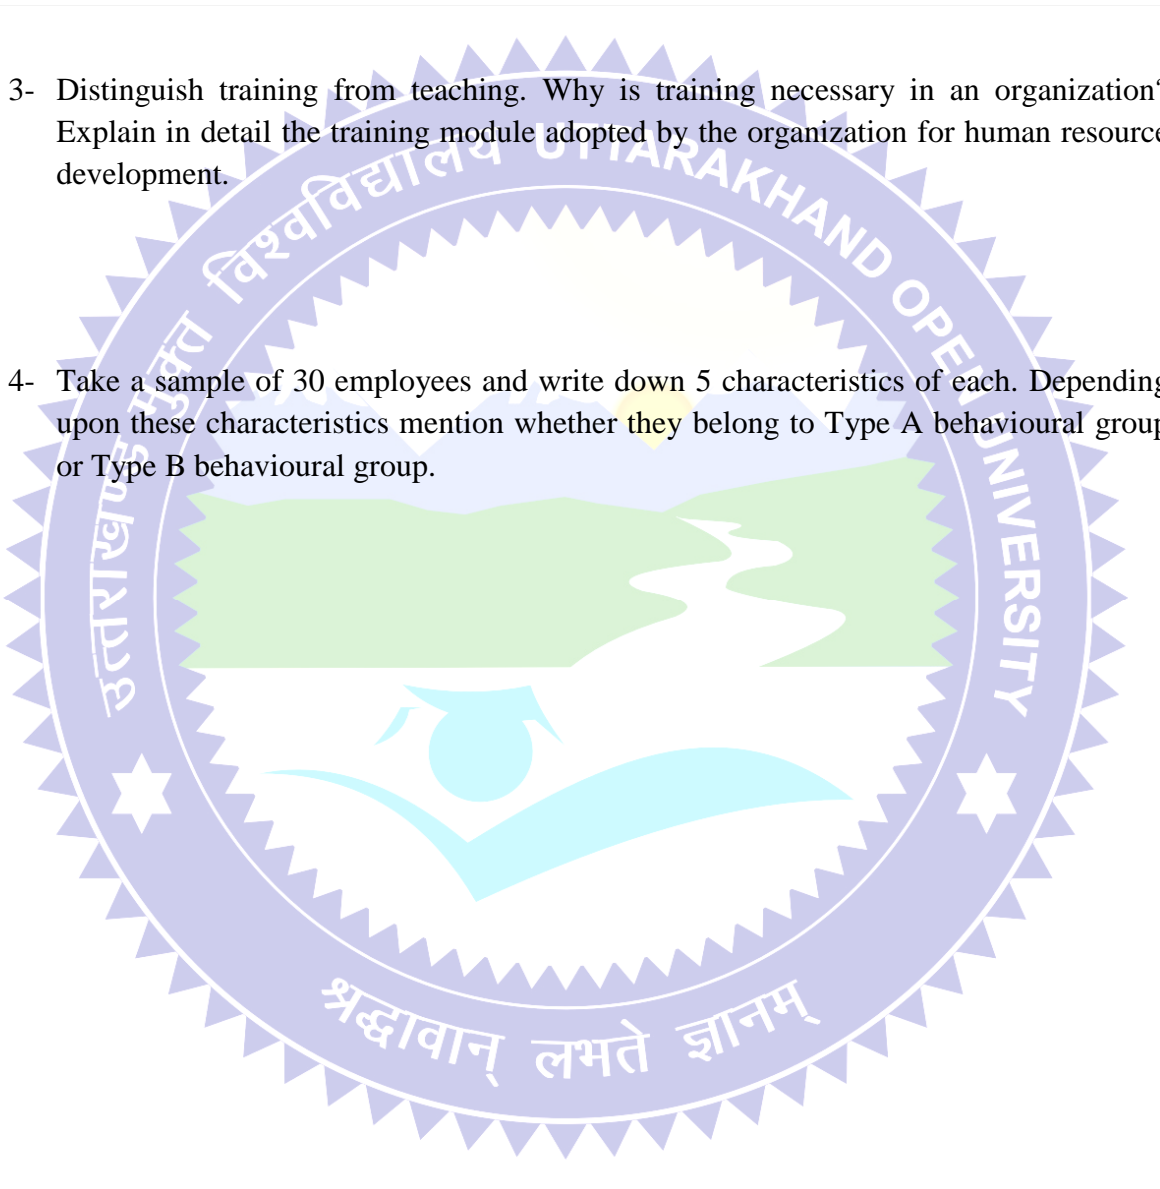 3- Distinguish training from teaching. Why is training necessary in an organization?
Explain in detail the training module adopted by the organization for human resource
development.
4- Take a sample of 30 employees and write down 5 characteristics of each. Depending
upon these characteristics mention whether they belong to Type A behavioural group
or Type B behavioural group.
उत्तराखण्ड मुक्त विश्वविद्यालय UTTARAKHAND OPEN UNIVERSITY
श्रद्धावान् लभते ज्ञानम्